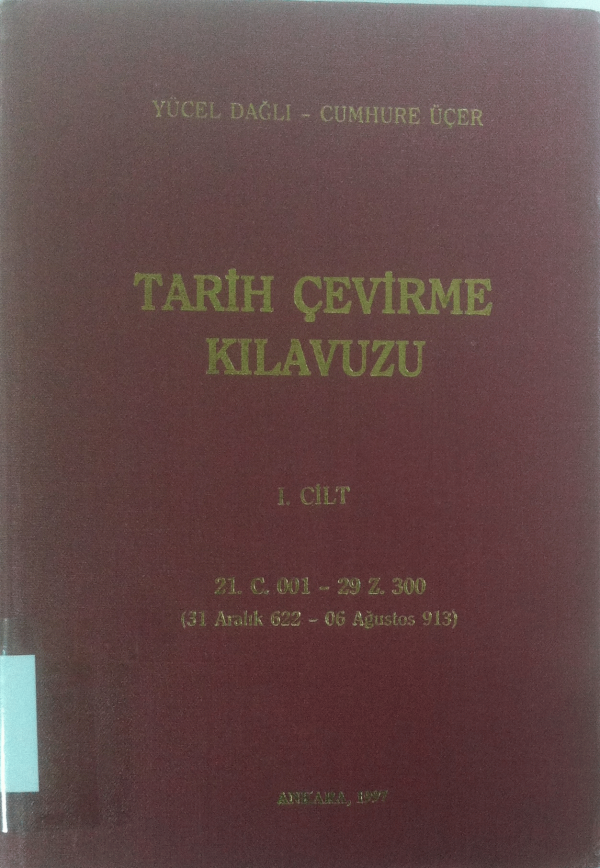 YÜCEL DAĞLI – CUMHURE ÜÇER
TARİH ÇEVİRME
KILAVUZU
I. CİLT
21. C. 001 – 29 Z. 300
(31 Aralık 622 – 06 Ağustos 913)
ANKARA, 1997